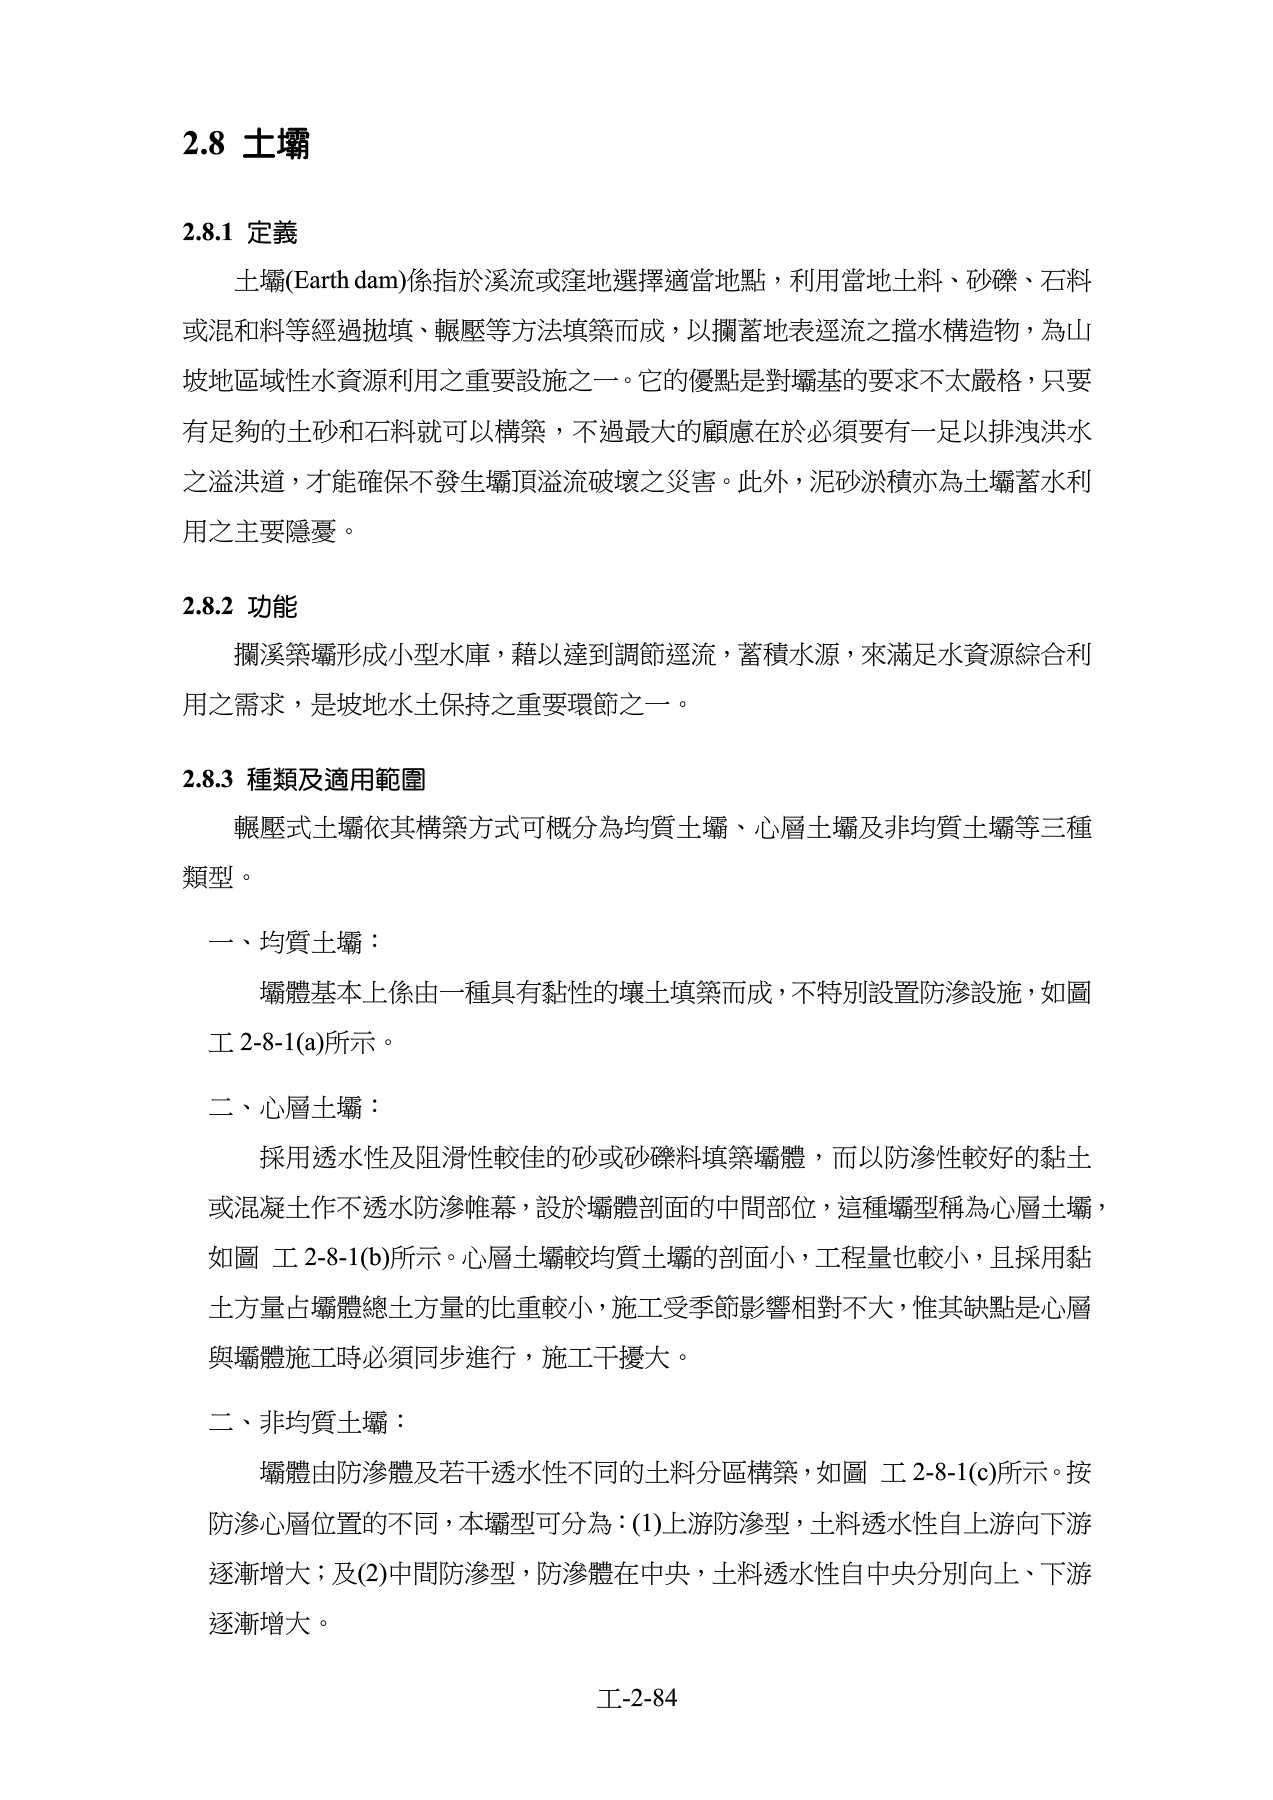 2.8 土壩
2.8.1 定義
土壩(Earth dam)係指於溪流或窪地選擇適當地點，利用當地土料、砂礫、石料
或混和料等經過拋填、輾壓等方法填築而成，以攔蓄地表逕流之擋水構造物，為山
坡地區域性水資源利用之重要設施之一。它的優點是對壩基的要求不太嚴格，只要
有足夠的土砂和石料就可以構築，不過最大的顧慮在於必須要有一足以排洩洪水
之溢洪道，才能確保不發生壩頂溢流破壞之災害。此外，泥砂淤積亦為土壩蓄水利
用之主要隱憂。
2.8.2 功能
攔溪築壩形成小型水庫，藉以達到調節逕流，蓄積水源，來滿足水資源綜合利
用之需求，是坡地水土保持之重要環節之一。
2.8.3 種類及適用範圍
輾壓式土壩依其構築方式可概分為均質土壩、心層土壩及非均質土壩等三種
類型。
一、均質土壩：
壩體基本上係由一種具有黏性的壤土填築而成，不特別設置防滲設施，如圖
工 2-8-1(a)所示。
二、心層土壩：
採用透水性及阻滑性較佳的砂或砂礫料填築壩體，而以防滲性較好的黏土
或混凝土作不透水防滲帷幕，設於壩體剖面的中間部位，這種壩型稱為心層土壩，
如圖 工 2-8-1(b)所示。心層土壩較均質土壩的剖面小，工程量也較小，且採用黏
土方量占壩體總土方量的比重較小，施工受季節影響相對不大，惟其缺點是心層
與壩體施工時必須同步進行，施工干擾大。
二、非均質土壩：
壩體由防滲體及若干透水性不同的土料分區構築，如圖 工 2-8-1(c)所示。按
防滲心層位置的不同，本壩型可分為：(1)上游防滲型，土料透水性自上游向下游
逐漸增大；及(2)中間防滲型，防滲體在中央，土料透水性自中央分別向上、下游
逐漸增大。
工-2-84